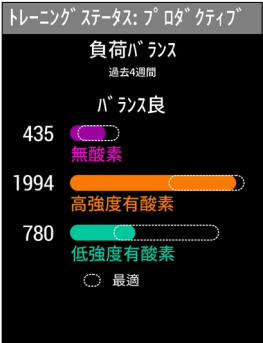 トレーニングステータス: プロダクティブ
負荷バランス
過去4週間
バランス良
435
無酸素
1994
高強度有酸素
780
低強度有酸素
最適